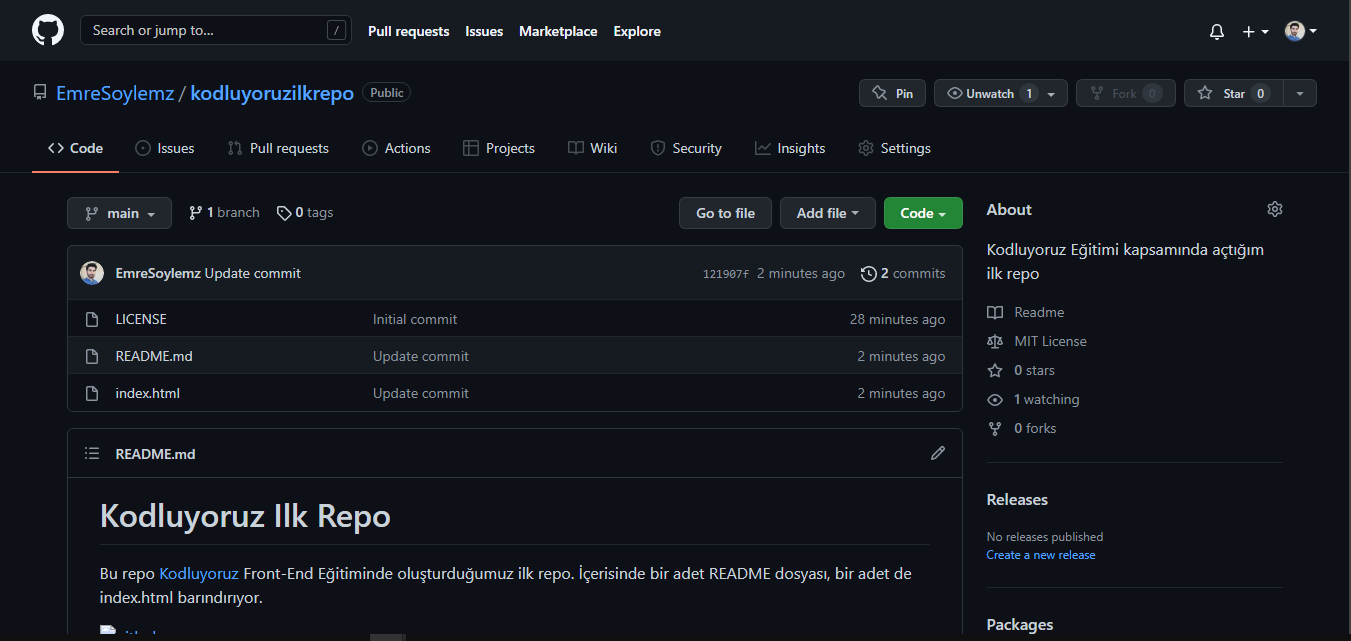 Search or jump to... /
Pull requests Issues Marketplace Explore
EmreSoylemz / kodluyoruzilkrepo Public
Pin Unwatch 1 Fork 0 Star 0
Code Issues Pull requests Actions Projects Wiki Security Insights Settings
main 1 branch 0 tags
Go to file Add file Code
EmreSoylemz Update commit 121907f 2 minutes ago 2 commits
LICENSE Initial commit 28 minutes ago
README.md Update commit 2 minutes ago
index.html Update commit 2 minutes ago
README.md
Kodluyoruz Ilk Repo
Bu repo Kodluyoruz Front-End Eğitiminde oluşturduğumuz ilk repo. İçerisinde bir adet README dosyası, bir adet de
index.html barındırıyor.
About
Kodluyoruz Eğitimi kapsamında açtığım
ilk repo
Readme
MIT License
0 stars
1 watching
0 forks
Releases
No releases published
Create a new release
Packages